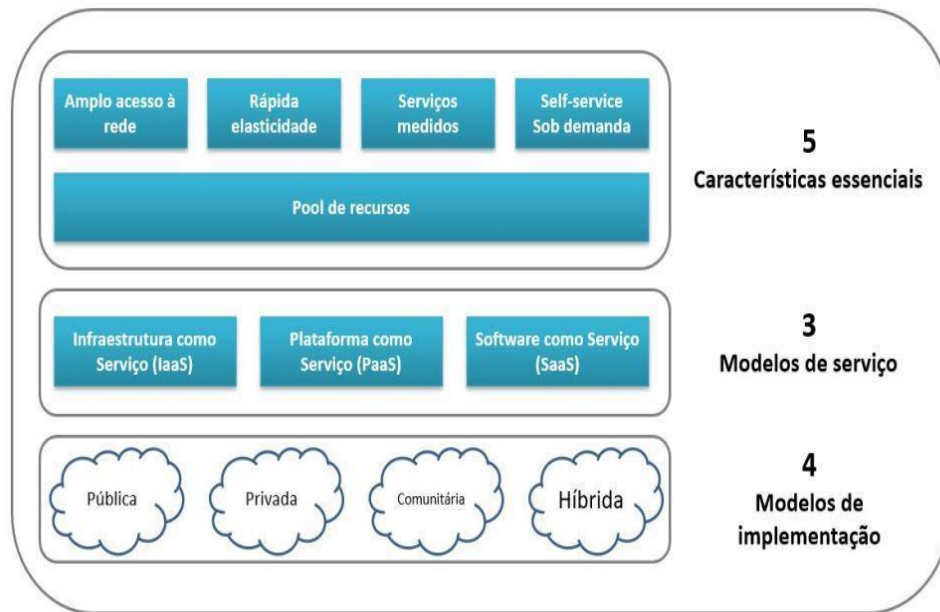 Amplo acesso à
rede
Rápida
elasticidade
Serviços
medidos
Self-service
Sob demanda
Pool de recursos
5
Características essenciais
Infraestrutura como
Serviço (IaaS)
Plataforma como
Serviço (PaaS)
Software como Serviço
(SaaS)
3
Modelos de serviço
Pública
Privada
Comunitária
Híbrida
4
Modelos de
implementação